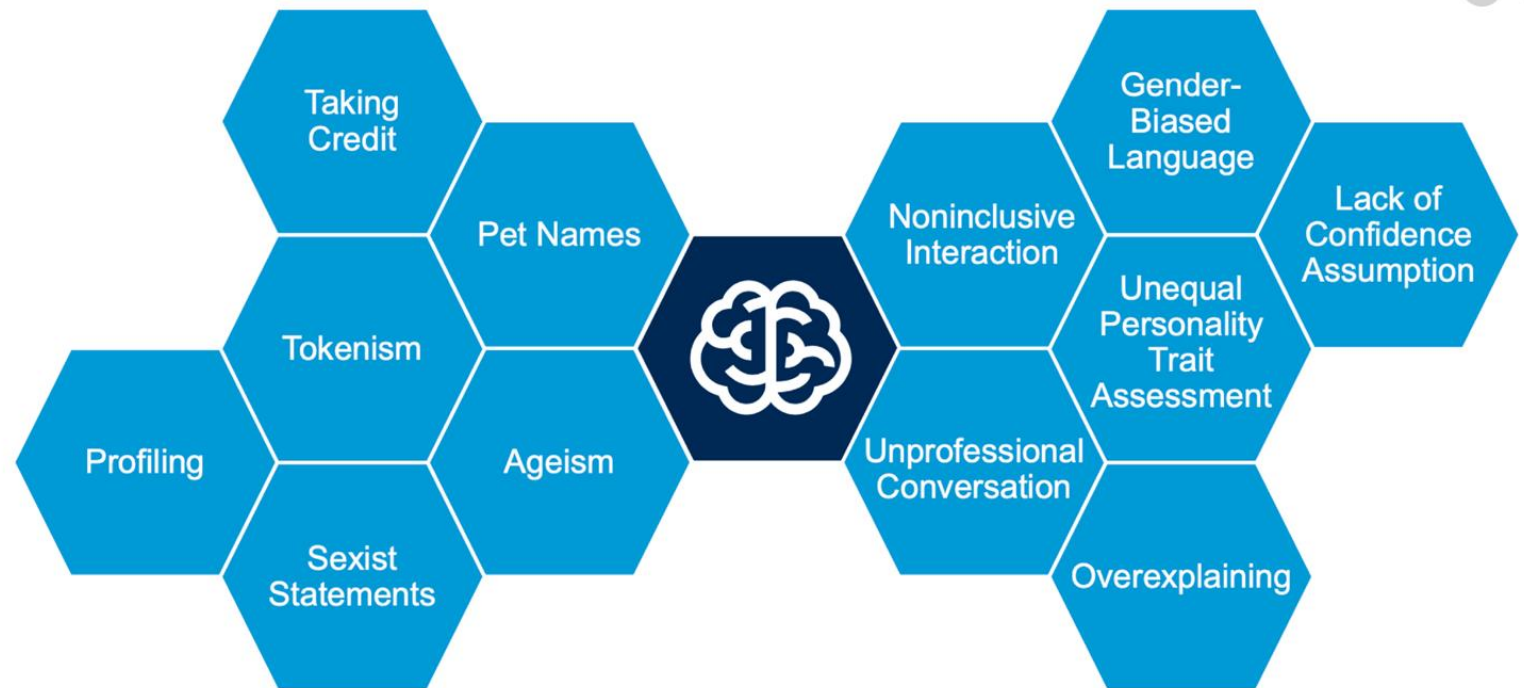 Taking
Credit
Pet Names
Tokenism
Profiling
Ageism
Sexist
Statements
Gender-
Biased
Language
Noninclusive
Interaction
Lack of
Confidence
Assumption
Unequal
Personality
Trait
Assessment
Unprofessional
Conversation
Overexplaining